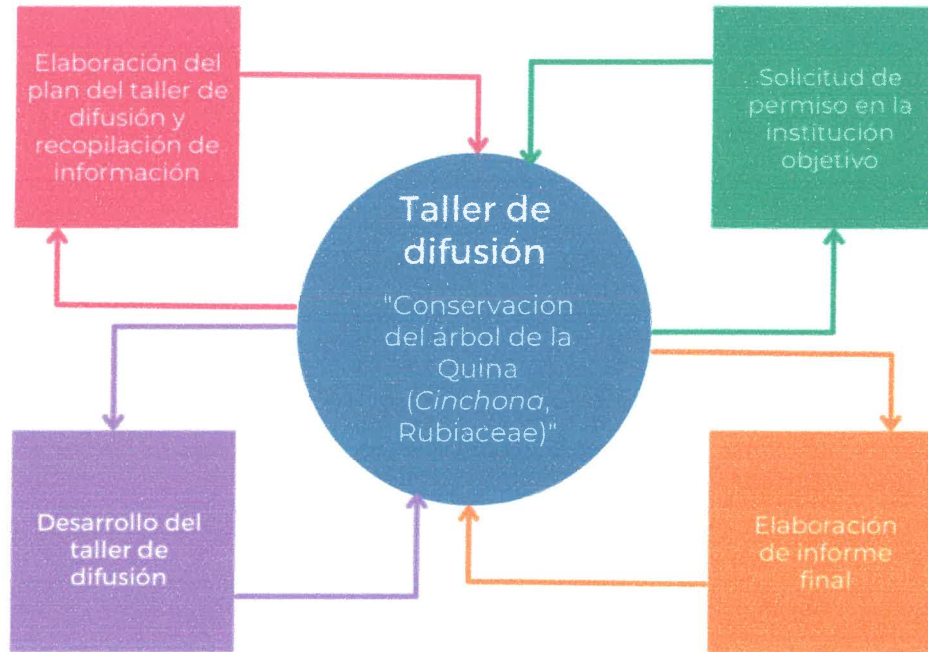 Elaboración del
plan del taller de
difusión y
recopilación de
información
Solicitud de
permiso en la
institución
objetivo
Taller de
difusión
"Conservación
del árbol de la
Quina
(Cinchona,
Rubiaceae)"
Desarrollo del
taller de
difusión
Elaboración
de informe
final